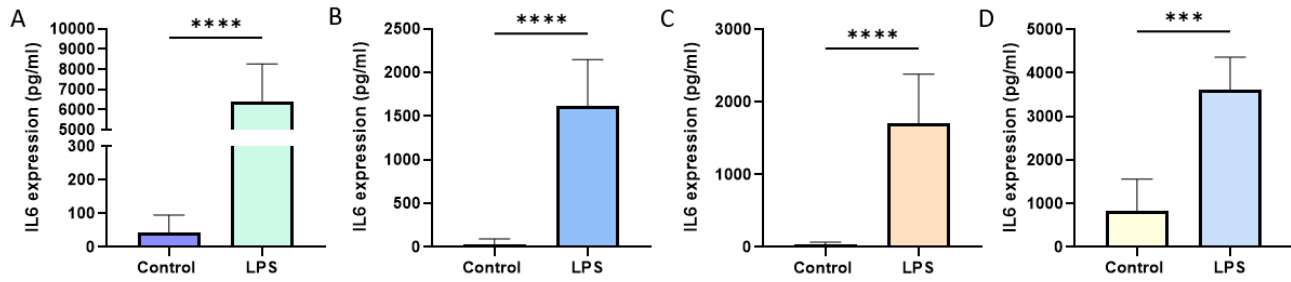 A
IL6 expression (pg/ml)
10000
9000
8000
7000
6000
5000
300
200
100
0
****
Control
LPS
B
IL6 expression (pg/ml)
2500
2000
1500
1000
500
0
****
Control
LPS
C
IL6 expression (pg/ml)
3000
2000
1000
0
****
Control
LPS
D
IL6 expression (pg/ml)
5000
4000
3000
2000
1000
0
***
Control
LPS